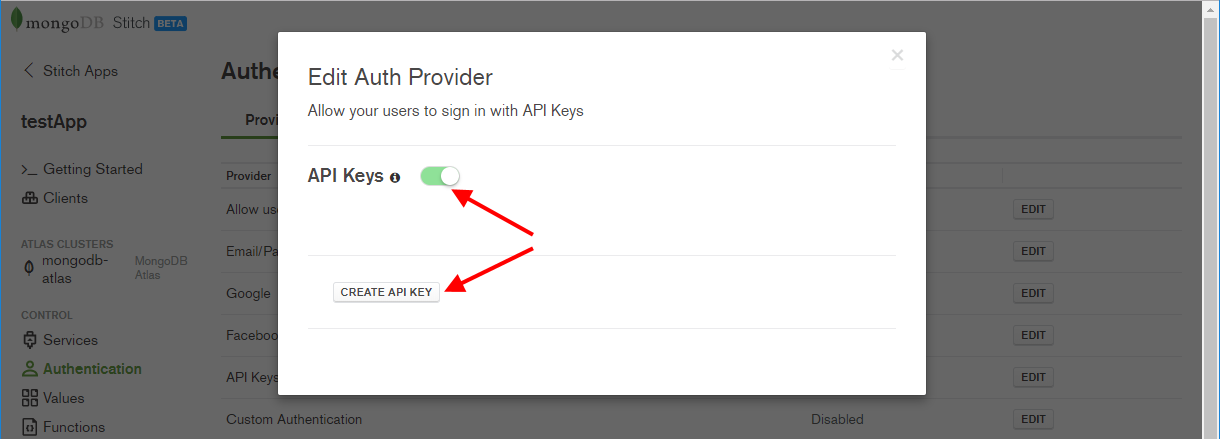 mongoDB Stitch BETA
Stitch Apps
testApp
>_ Getting Started
Clients
ATLAS CLUSTERS
mongodb-
atlas
MongoDB
Atlas
CONTROL
Services
Authentication
Values
Functions
Edit Auth Provider
Allow your users to sign in with API Keys
API Keys
CREATE API KEY
Authe
Provi
Provider
Allow use
EDIT
Email/Pa
EDIT
Google
EDIT
Faceboo
EDIT
API Keys
EDIT
Custom Authentication Disabled EDIT